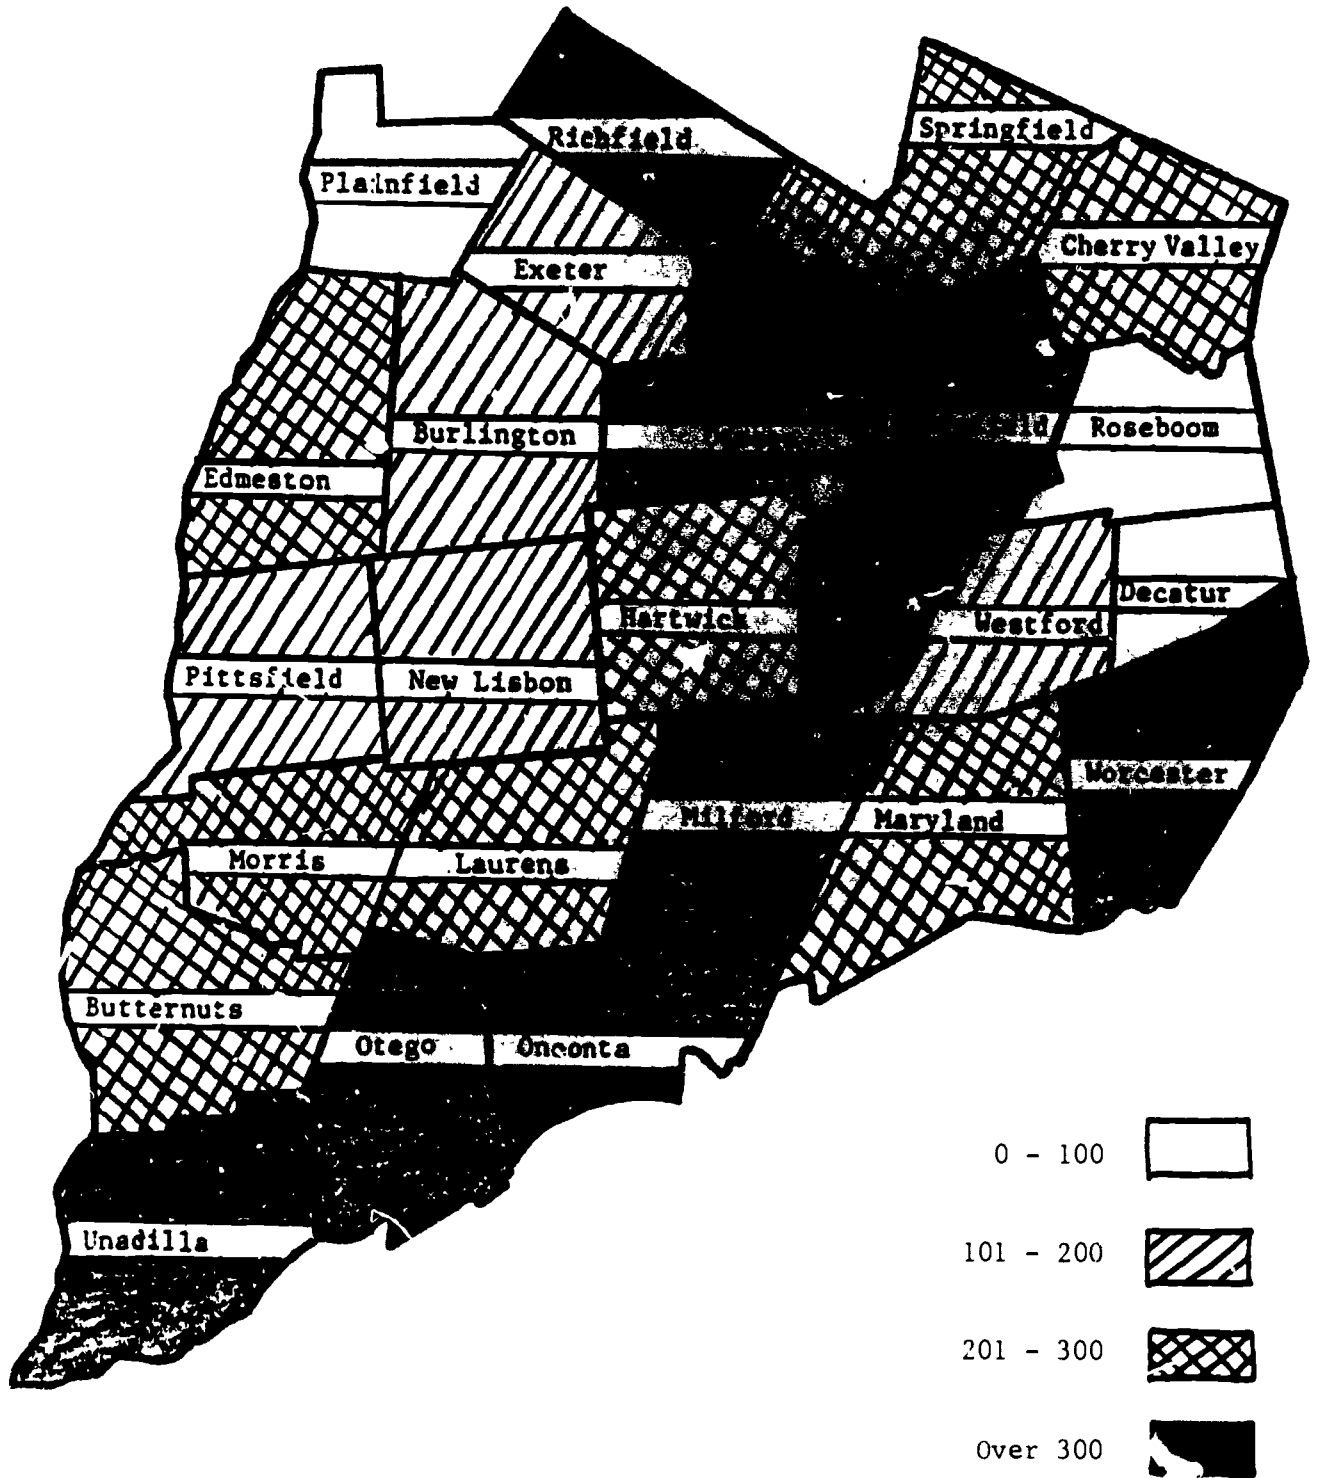 Richfield
Springfield
Plainfield
Cherry Valley
Exeter
Burlington
Roseboom
Edmeston
Decatur
Hartwick
Westford
Pittsfield
New Lisbon
Worcester
Milford
Maryland
Morris
Laurens
Butternuts
Otego
Oneonta
Unadilla
0 - 100
101 - 200
201 - 300
Over 300